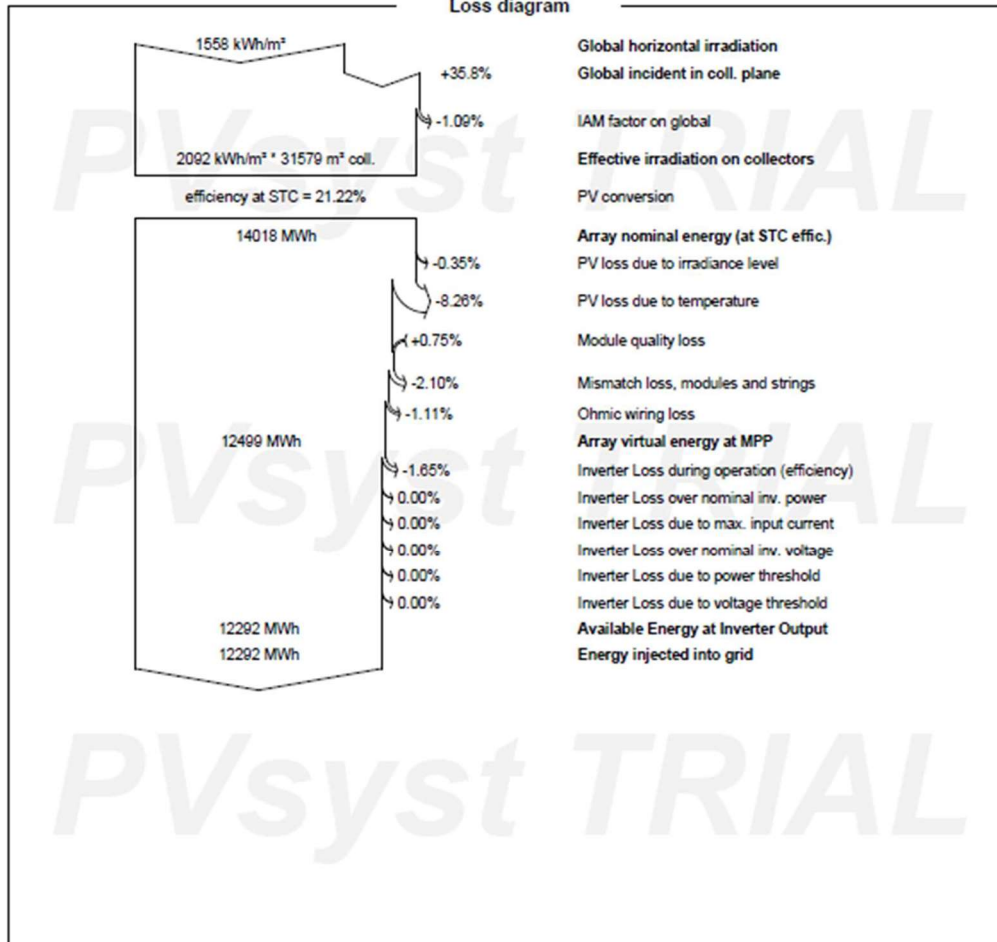 Loss diagram
1558 kWh/m² Global horizontal irradiation
+35.8% Global incident in coll. plane
-1.09% IAM factor on global
2092 kWh/m² * 31579 m² coll. Effective irradiation on collectors
efficiency at STC = 21.22% PV conversion
14018 MWh Array nominal energy (at STC effic.)
-0.35% PV loss due to irradiance level
-8.26% PV loss due to temperature
+0.75% Module quality loss
-2.10% Mismatch loss, modules and strings
-1.11% Ohmic wiring loss
12499 MWh Array virtual energy at MPP
-1.65% Inverter Loss during operation (efficiency)
0.00% Inverter Loss over nominal inv. power
0.00% Inverter Loss due to max. input current
0.00% Inverter Loss over nominal inv. voltage
0.00% Inverter Loss due to power threshold
0.00% Inverter Loss due to voltage threshold
12292 MWh Available Energy at Inverter Output
12292 MWh Energy injected into grid
PVsyst TRIAL
PVsyst TRIAL
PVsyst TRIAL